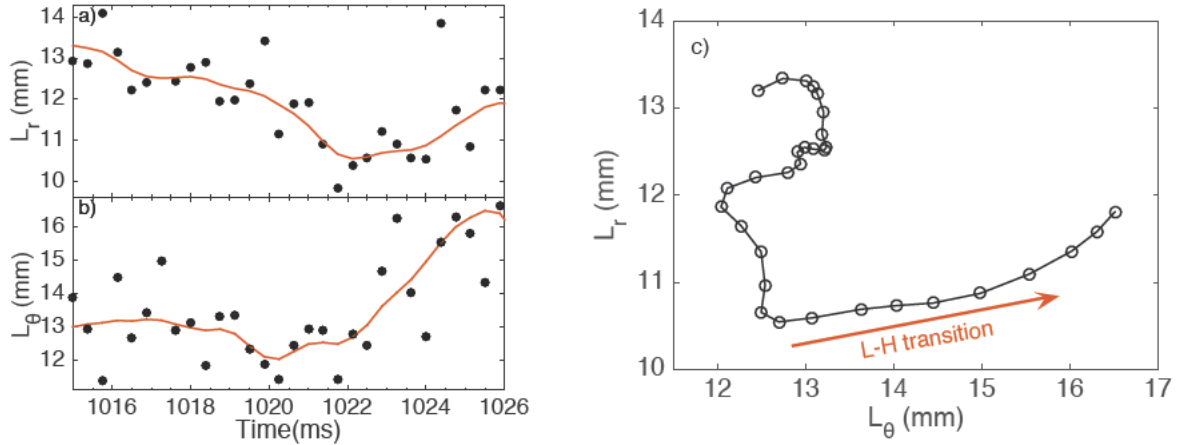 a)
14
13
12
11
10
L_r (mm)
b)
16
15
14
13
12
L_θ (mm)
1016 1018 1020 1022 1024 1026
Time(ms)
c)
14
13
12
11
10
L_r (mm)
L-H transition
12 13 14 15 16 17
L_θ (mm)